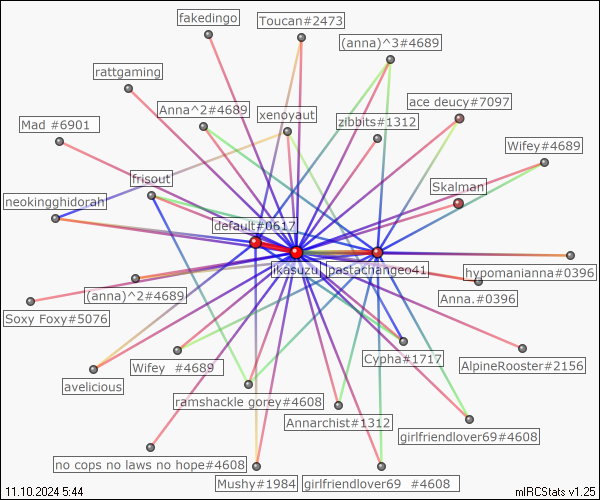 fakedingo
Toucan#2473
(anna)^3#4689
rattgaming
ace deucy#7097
Anna^2#4689
xenoyaut
zibbits#1312
Mad #6901
Wifey#4689
frisout
Skalman
neokingghidorah
default#0617
ikasuzu
pastachangeo41
hypomanianna#0396
(anna)^2#4689
Anna.#0396
Soxy Foxy#5076
Cypha#1717
AlpineRooster#2156
Wifey #4689
avelicious
ramshackle gorey#4608
Annarchist#1312
girlfriendlover69#4608
no cops no laws no hope#4608
Mushy#1984
girlfriendlover69 #4608
11.10.2024 5:44
mIRCStats v1.25